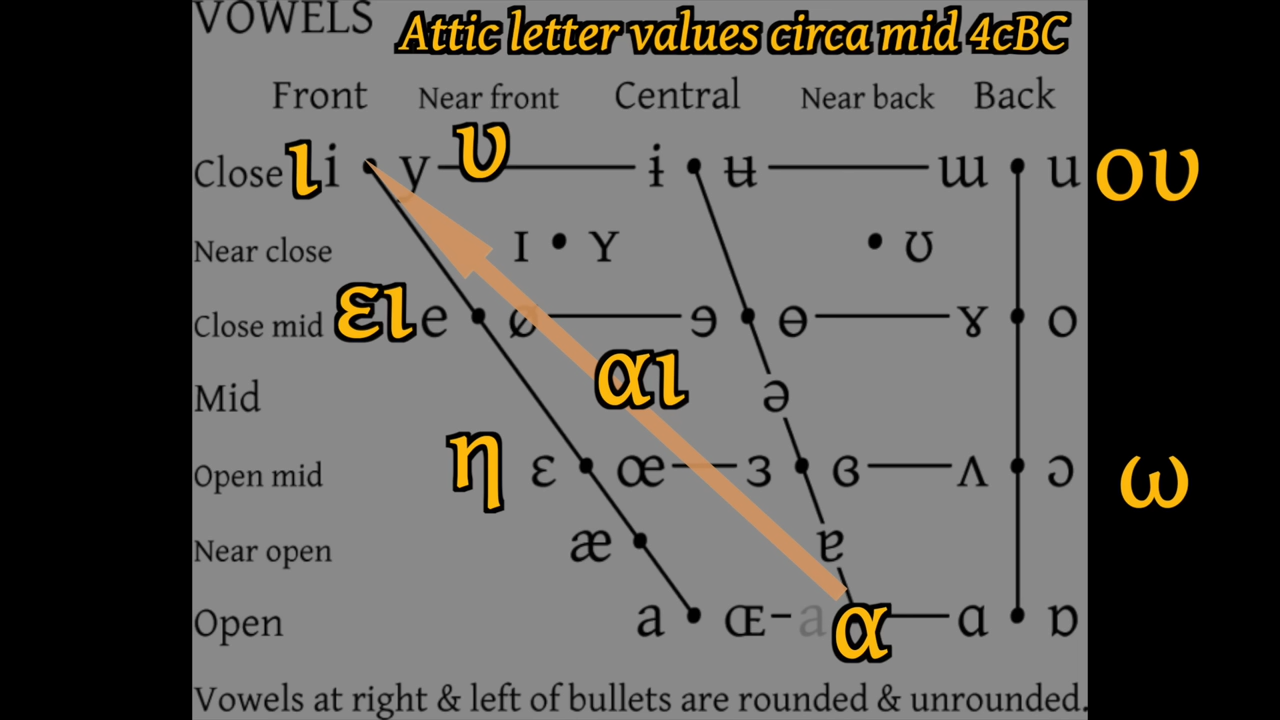 VOWELS
Attic letter values circa mid 4cBC
Front Near front Central Near back Back
Close ι i y υ ɨ ʉ ɯ u ου
Near close ɪ ʏ ʊ
Close mid ει e ø ɘ ɵ ɤ o
αι
Mid ə
Open mid η ɛ œ ɜ ɞ ʌ ɔ ω
Near open æ ɐ
Open a ɶ a α ɑ ɒ
Vowels at right & left of bullets are rounded & unrounded.